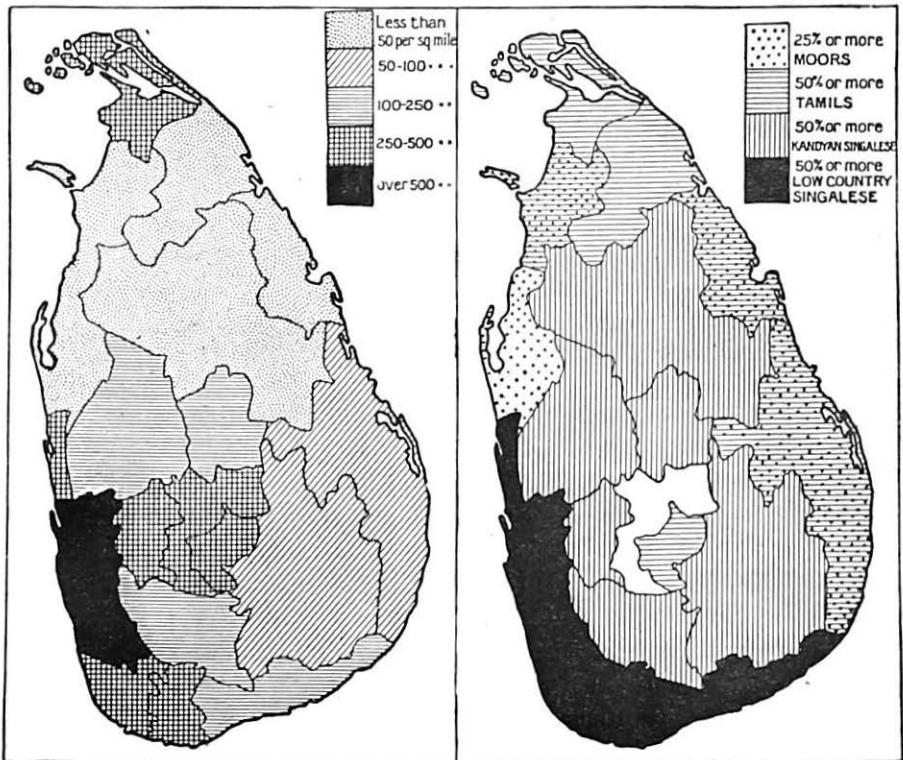 Less than
50 per sq mile
50-100 •••
100-250 ••
250-500 ••
over 500 ••
25% or more
MOORS
50% or more
TAMILS
50% or more
KANDYAN SINGALESE
50% or more
LOW COUNTRY
SINGALESE